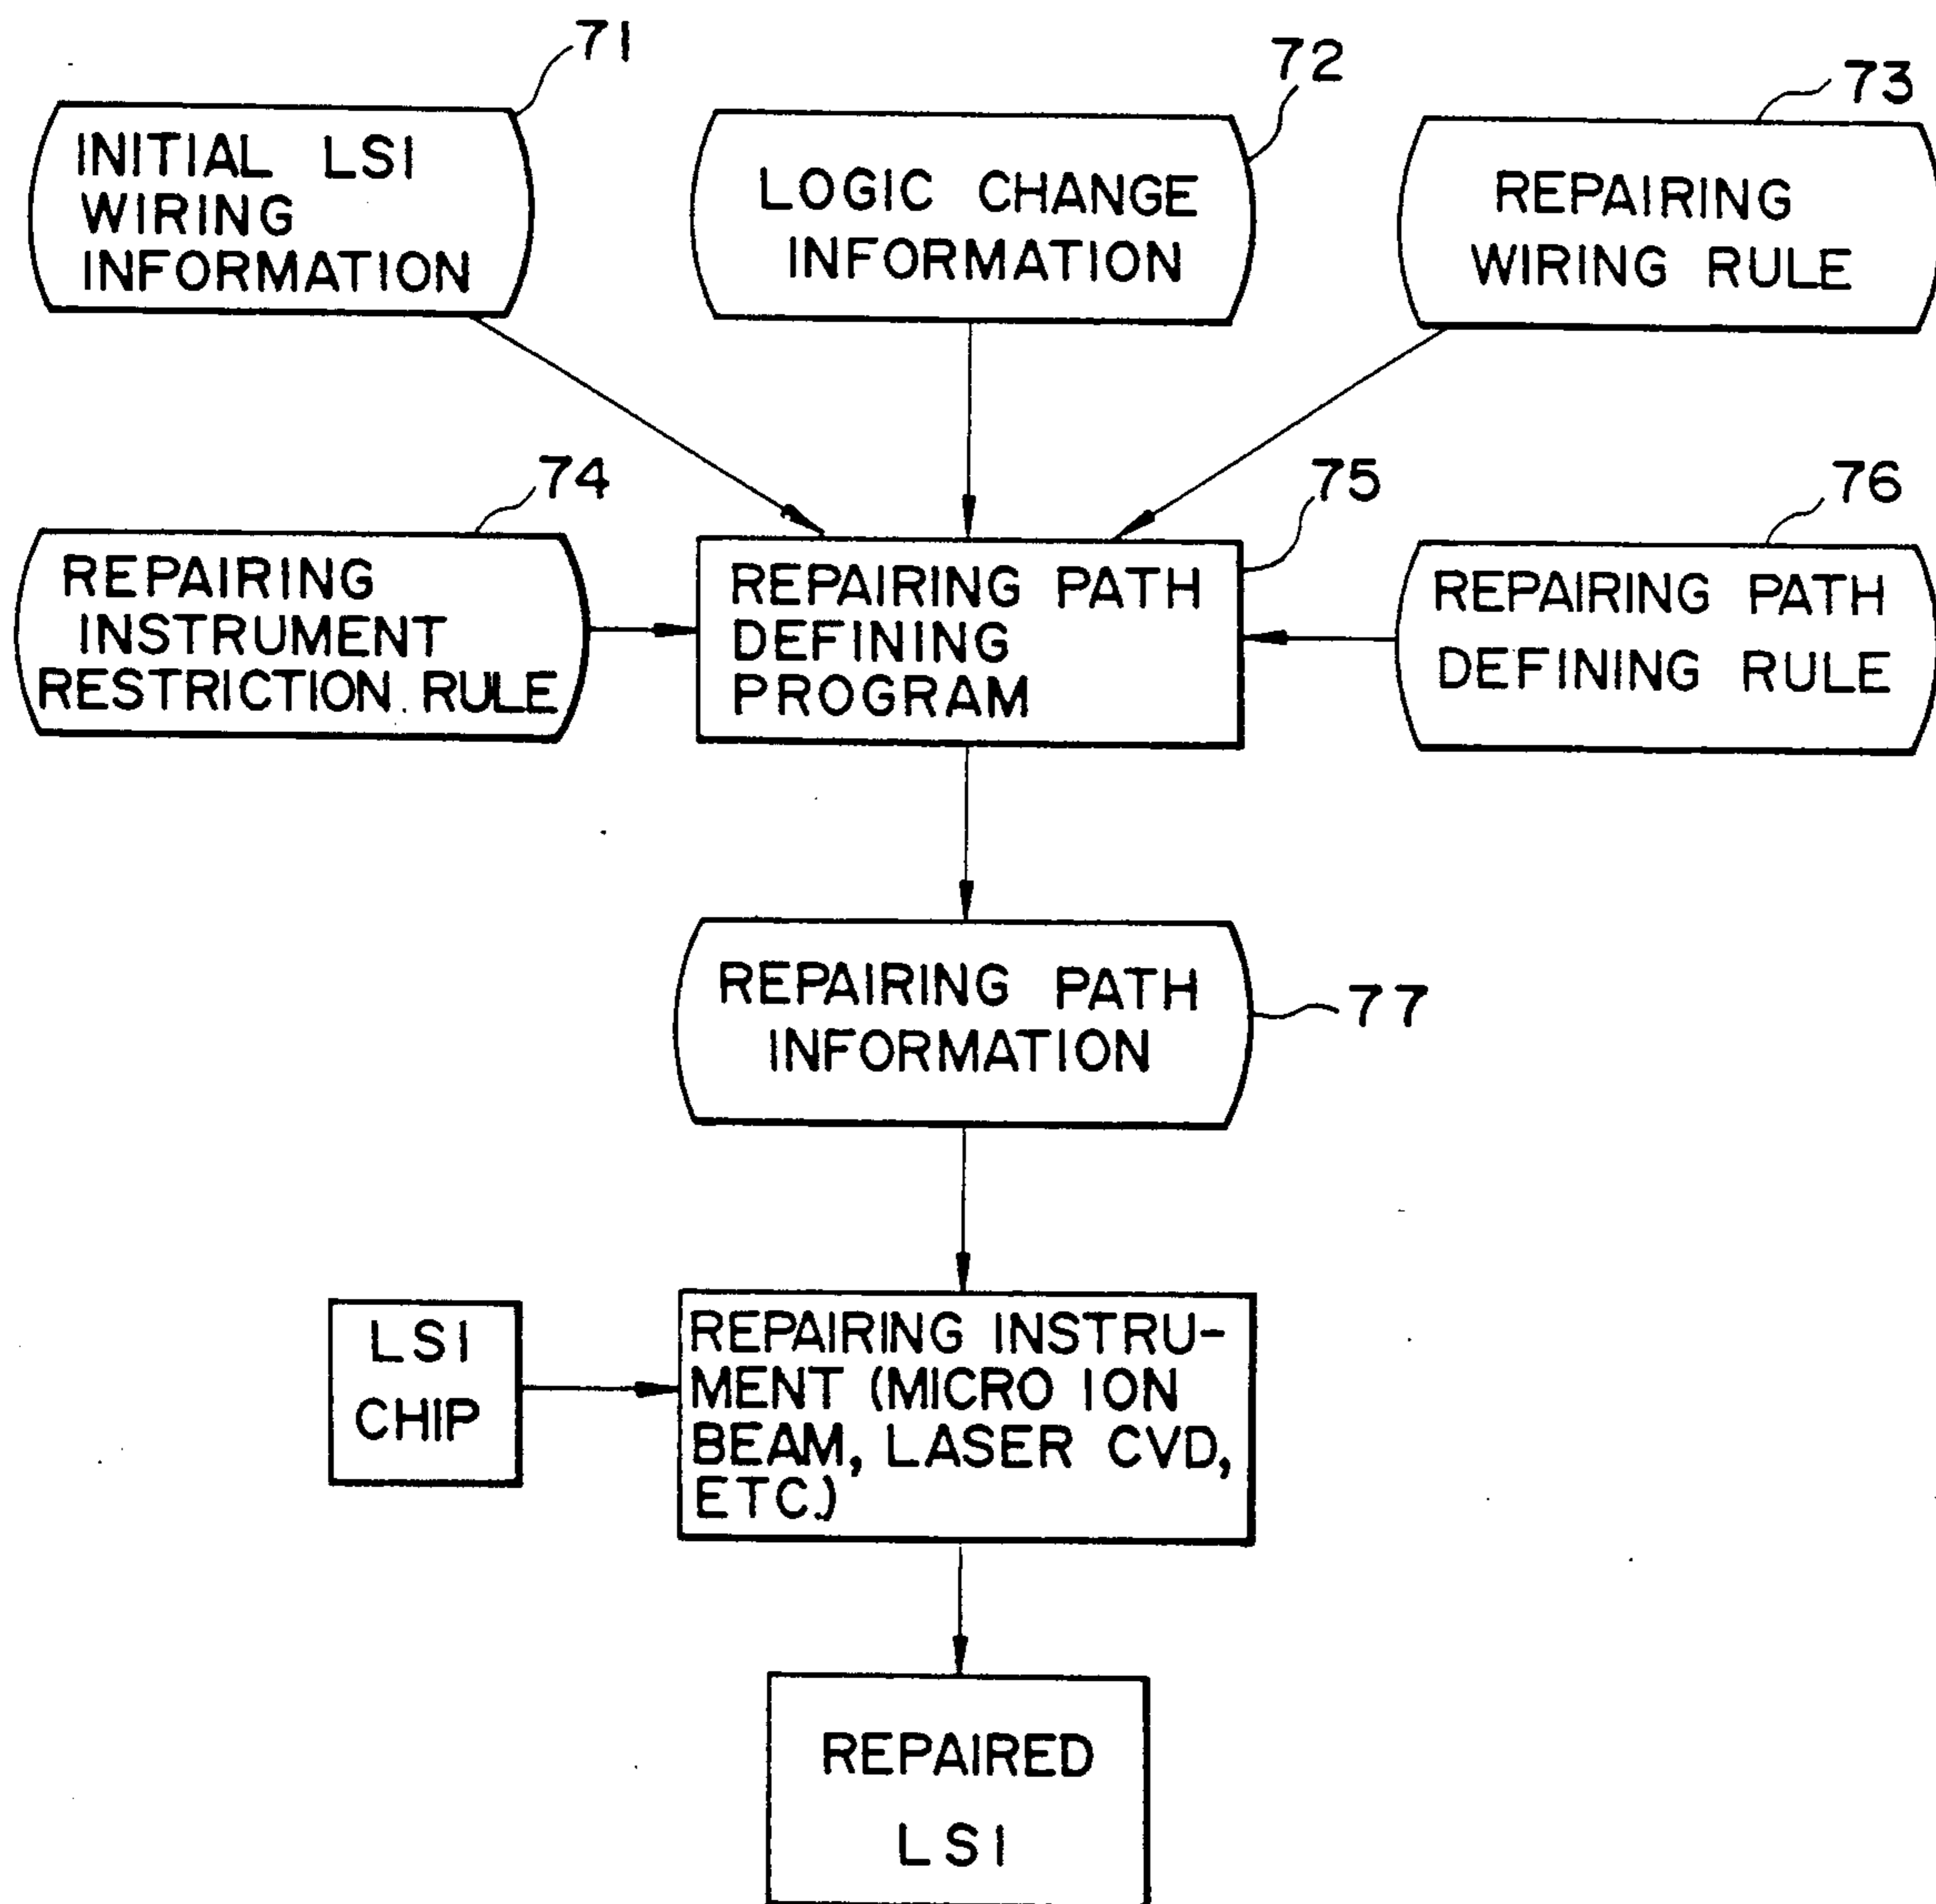 71
INITIAL LSI
WIRING
INFORMATION
72
LOGIC CHANGE
INFORMATION
73
REPAIRING
WIRING RULE
74
REPAIRING
INSTRUMENT
RESTRICTION RULE
75
REPAIRING PATH
DEFINING
PROGRAM
76
REPAIRING PATH
DEFINING RULE
REPAIRING PATH
INFORMATION
77
LSI
CHIP
REPAIRING INSTRU-
MENT (MICRO ION
BEAM, LASER CVD,
ETC.)
REPAIRED
LSI